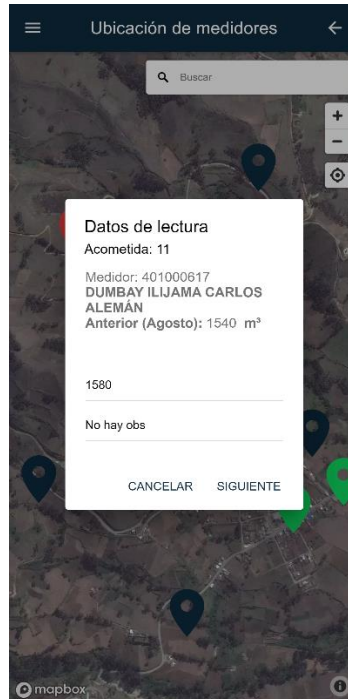 Ubicación de medidores
Buscar
+
−
Datos de lectura
Acometida: 11
Medidor: 401000617
DUMBAY ILIJAMA CARLOS
ALEMÁN
Anterior (Agosto): 1540 m³
1580
No hay obs
CANCELAR SIGUIENTE
mapbox